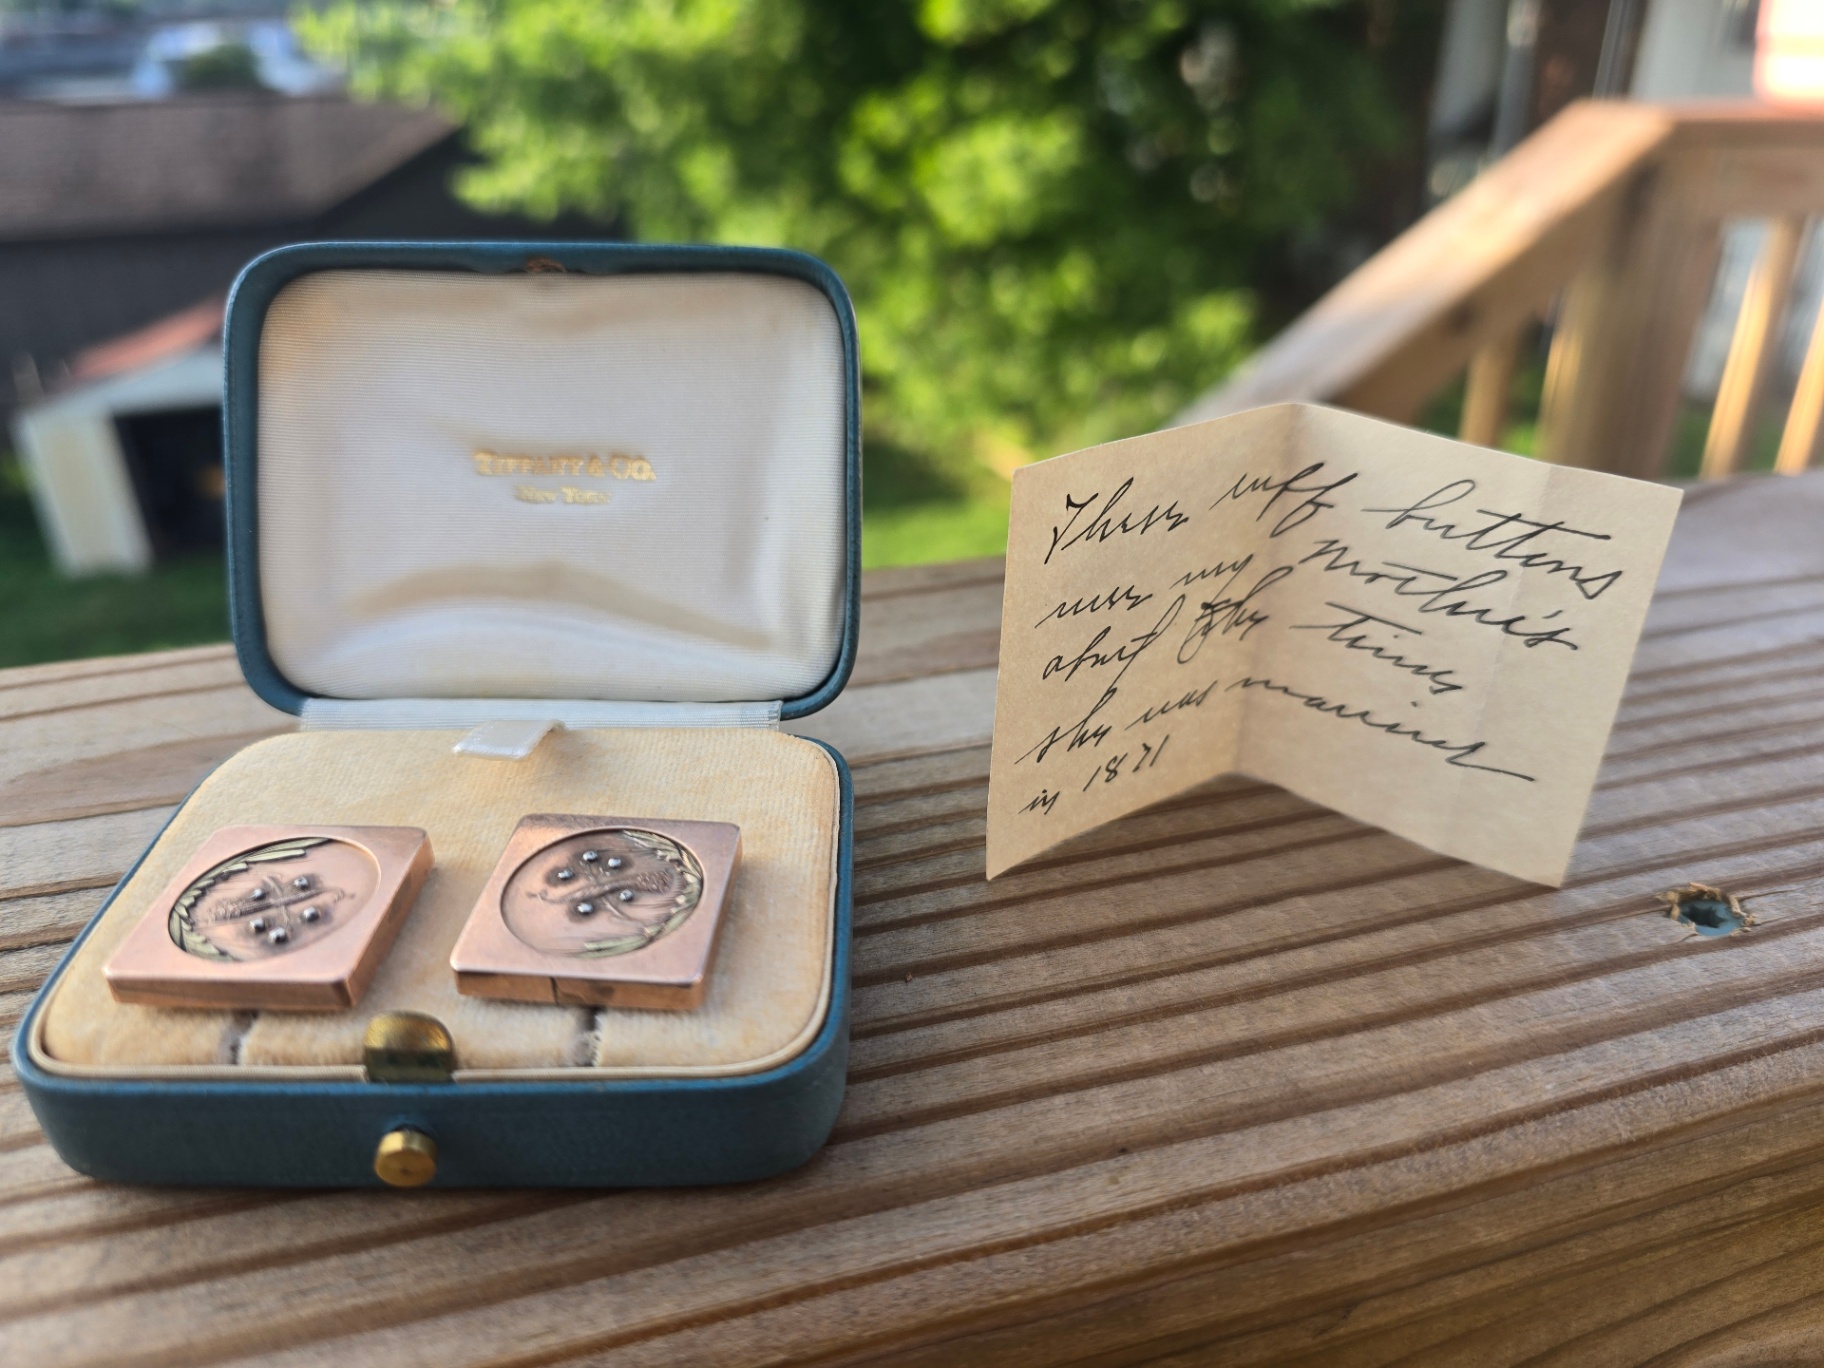 TIFFANY & CO.
New York
These cuff buttons
were my Mother's
about the time
she was married
in 1871